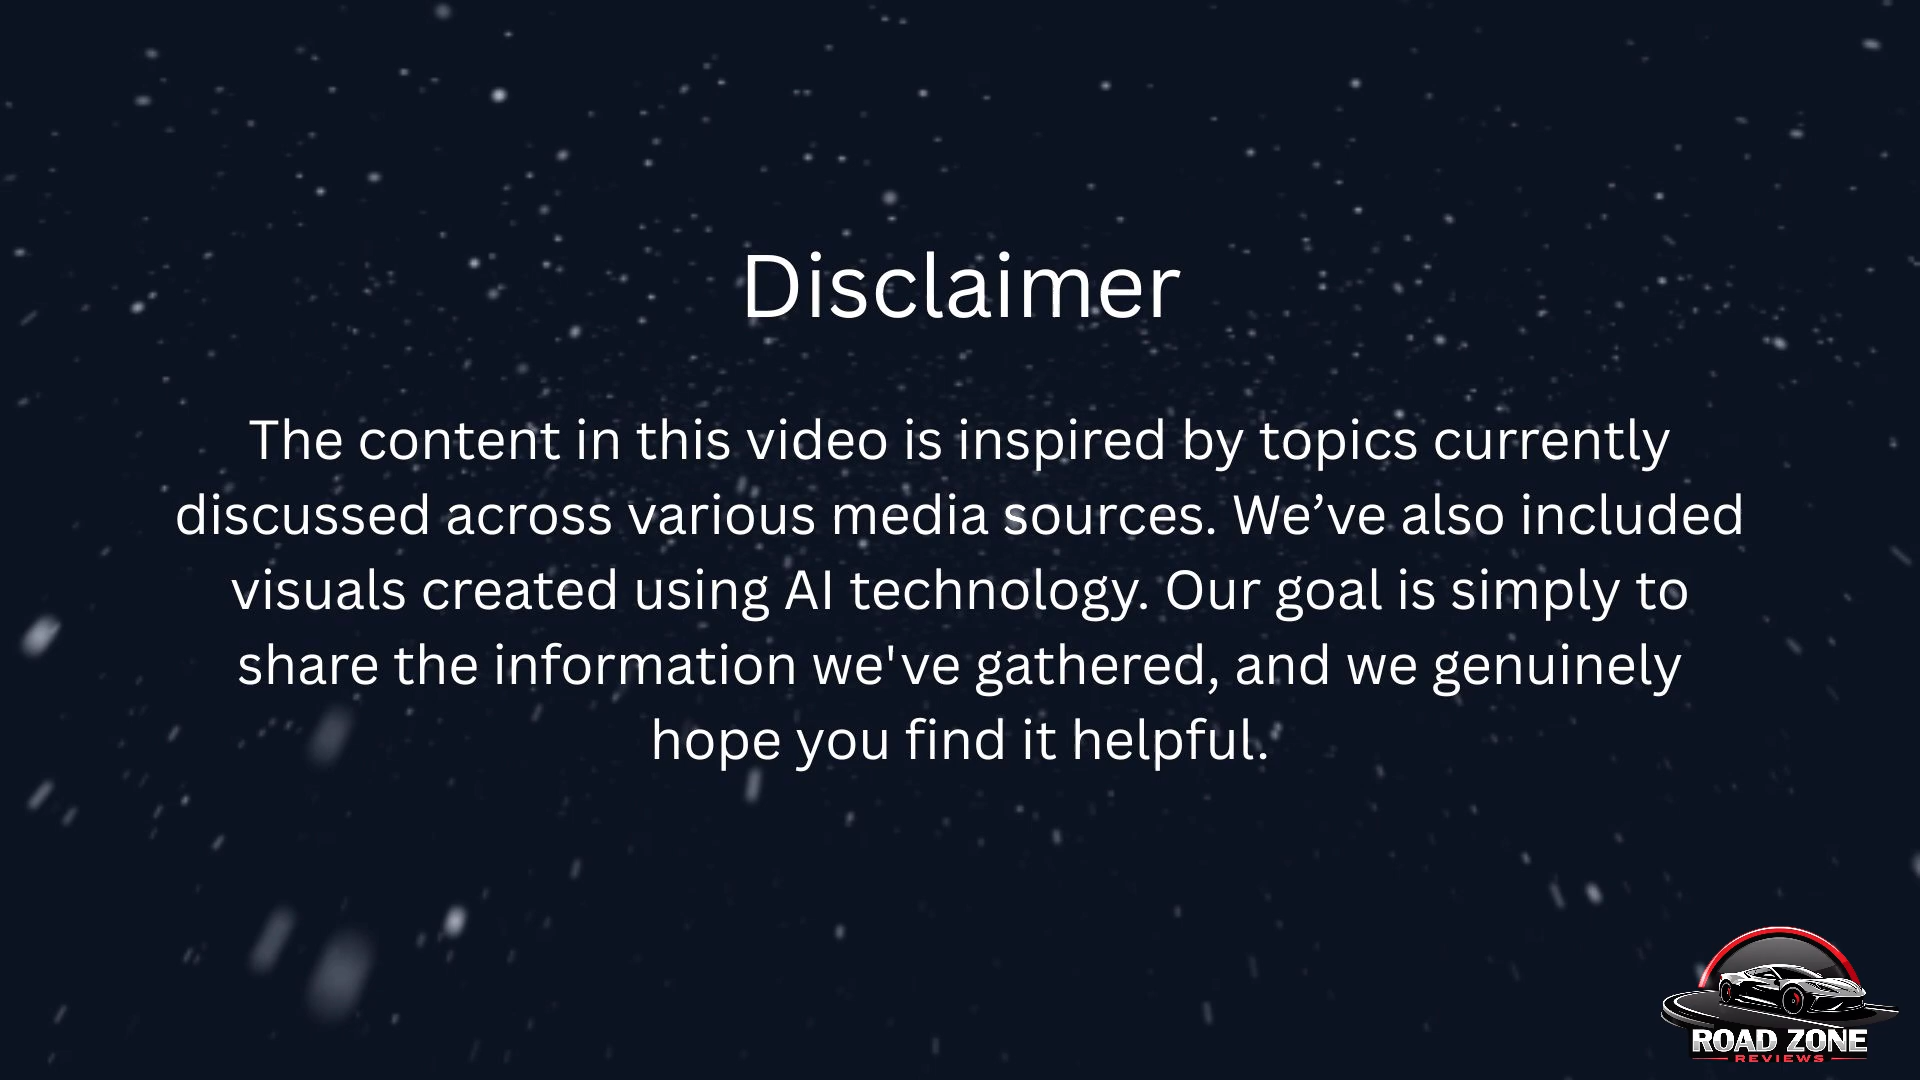 Disclaimer
The content in this video is inspired by topics currently
discussed across various media sources. We’ve also included
visuals created using AI technology. Our goal is simply to
share the information we've gathered, and we genuinely
hope you find it helpful.
ROAD ZONE
REVIEWS